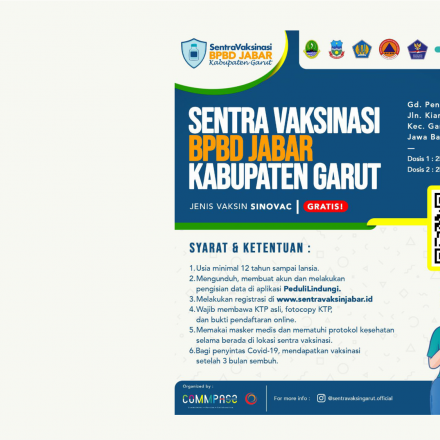 SentraVaksinasi
BPBD JABAR
Kabupaten Garut
SENTRA VAKSINASI
BPBD JABAR
KABUPATEN GARUT
JENIS VAKSIN SINOVAC | GRATIS!
Gd. Pen
Jln. Kian
Kec. Ga
Jawa Ba
Dosis 1 : 2
Dosis 2 : 2
SYARAT & KETENTUAN :
1. Usia minimal 12 tahun sampai lansia.
2. Mengunduh, membuat akun dan melakukan
pengisian data di aplikasi PeduliLindungi.
3. Melakukan registrasi di www.sentravaksinjabar.id
4. Wajib membawa KTP asli, fotocopy KTP,
dan bukti pendaftaran online.
5. Memakai masker medis dan mematuhi protokol kesehatan
selama berada di lokasi sentra vaksinasi.
6. Bagi penyintas Covid-19, mendapatkan vaksinasi
setelah 3 bulan sembuh.
Organized by :
COMMPASS
For more info : @sentravaksingarut.official